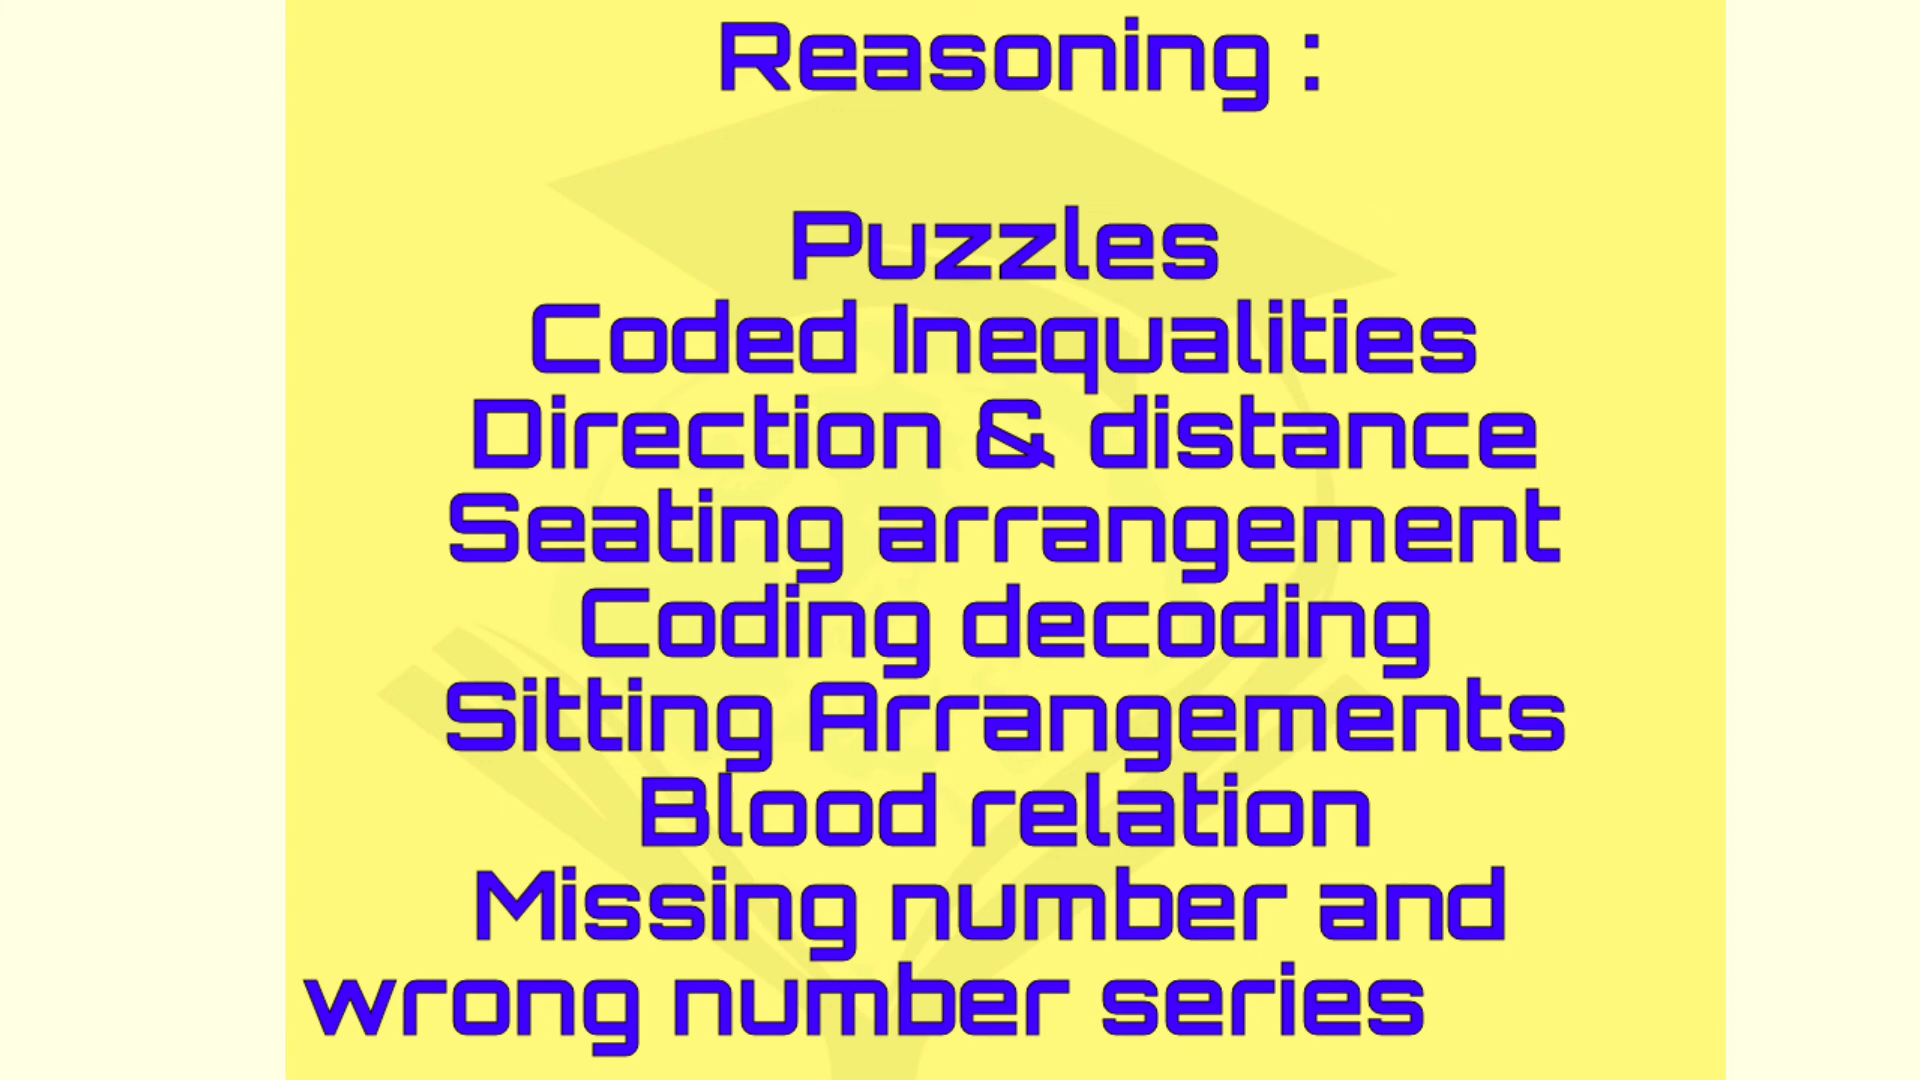 Reasoning :
Puzzles
Coded Inequalities
Direction & distance
Seating arrangement
Coding decoding
Sitting Arrangements
Blood relation
Missing number and
wrong number series